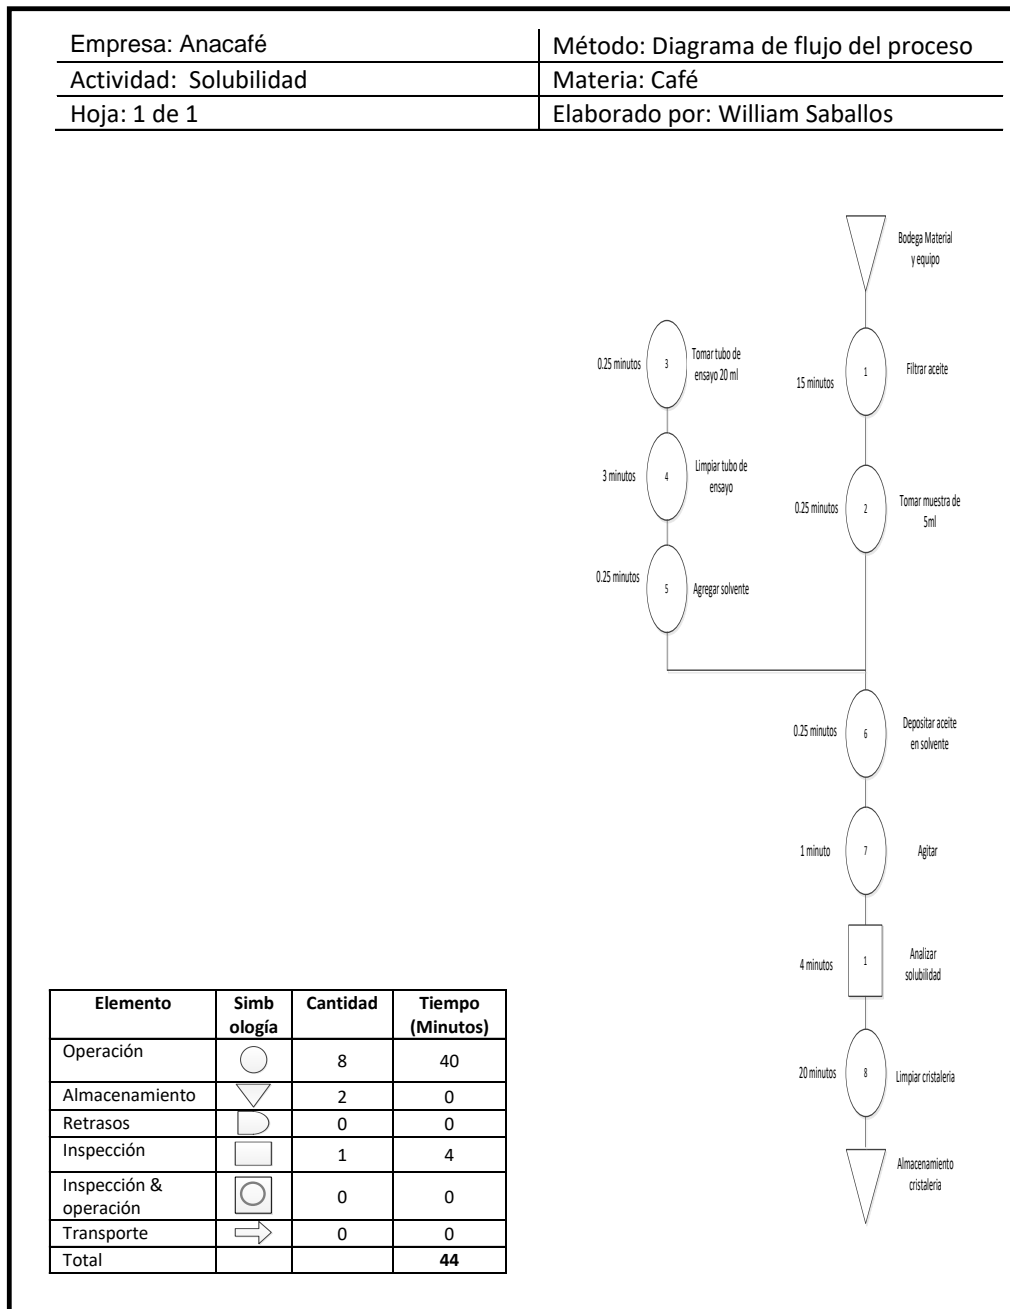 Empresa: Anacafé
Método: Diagrama de flujo del proceso
Actividad:  Solubilidad
Materia: Café
Hoja: 1 de 1
Elaborado por: William Saballos
Bodega Material
y equipo
15 minutos
1
Filtrar aceite
0.25 minutos
3
Tomar tubo de
ensayo 20 ml
3 minutos
4
Limpiar tubo de
ensayo
0.25 minutos
2
Tomar muestra de
5ml
0.25 minutos
5
Agregar solvente
0.25 minutos
6
Depositar aceite
en solvente
1 minuto
7
Agitar
4 minutos
1
Analizar
solubilidad
20 minutos
8
Limpiar cristaleria
Almacenamiento
cristaleria
Elemento
Simb
ología
Cantidad
Tiempo
(Minutos)
Operación
8
40
Almacenamiento
2
0
Retrasos
0
0
Inspección
1
4
Inspección &
operación
0
0
Transporte
0
0
Total
44